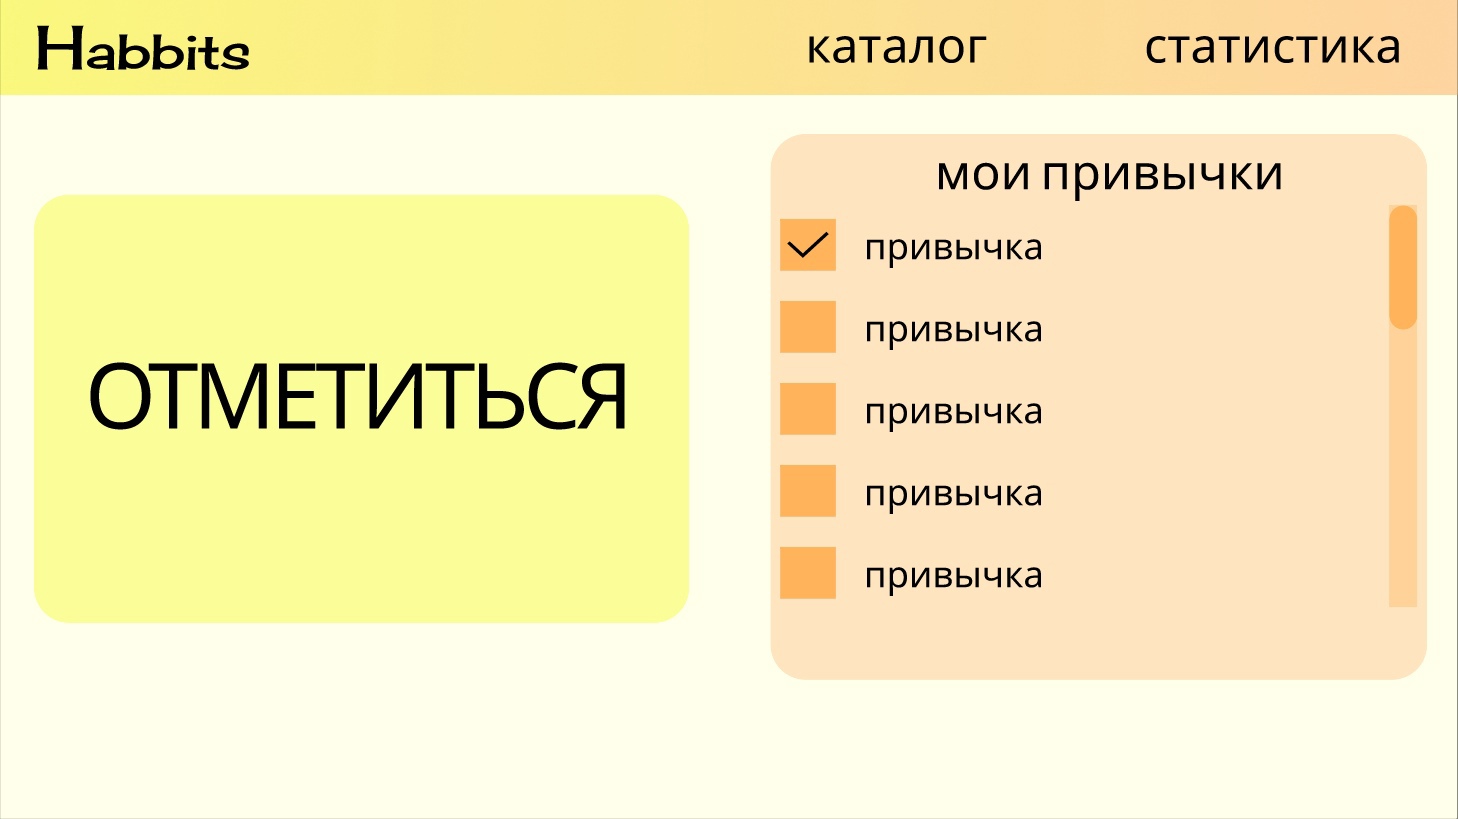 Habbits
каталог
статистика
ОТМЕТИТЬСЯ
мои привычки
привычка
привычка
привычка
привычка
привычка